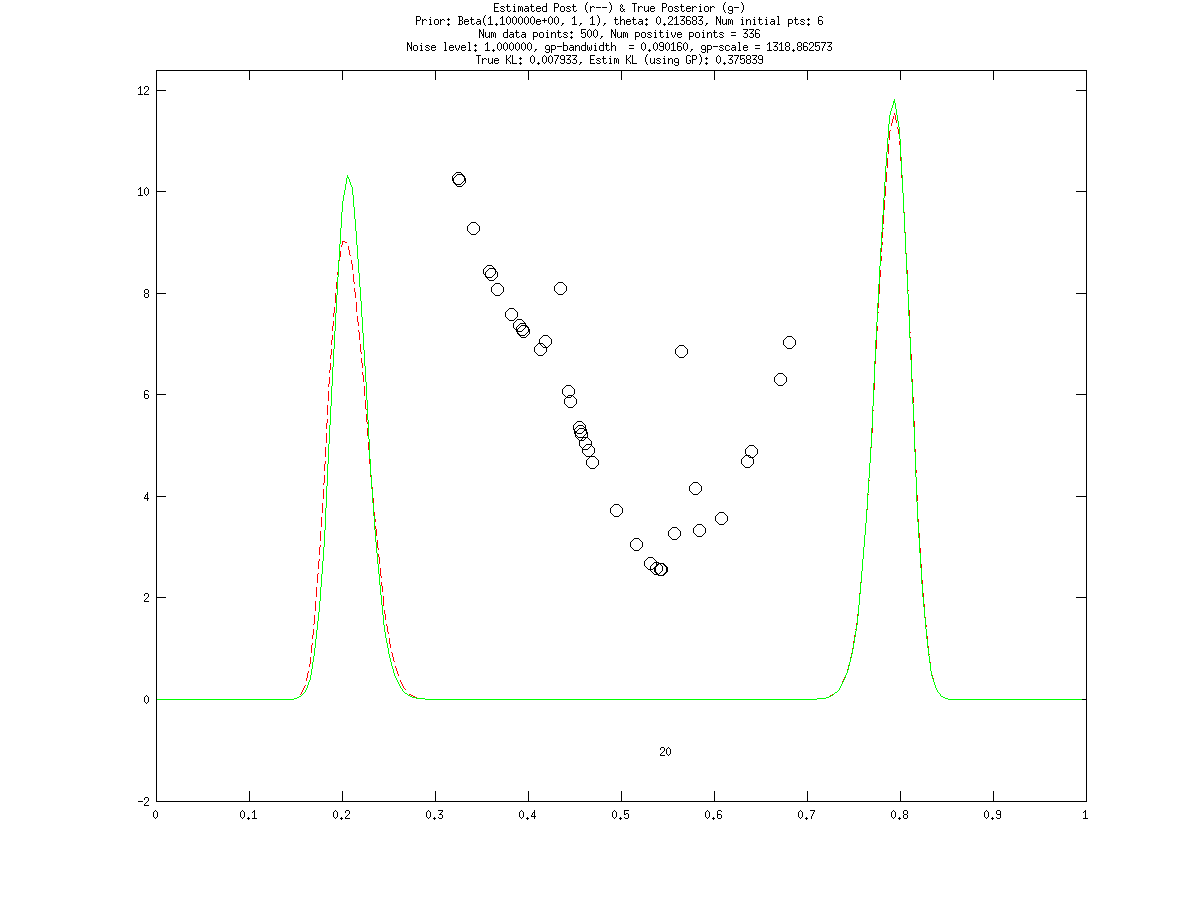 Estimated Post (r--) & True Posterior (g-)
Prior: Beta(1.100000e+00, 1, 1), theta: 0.213683, Num initial pts: 6
Num data points: 500, Num positive points = 336
Noise level: 1.000000, gp-bandwidth  = 0.090160, gp-scale = 1318.862573
True KL: 0.007933, Estim KL (using GP): 0.375839
12
10
8
6
4
2
0
20
-2
0 0.1 0.2 0.3 0.4 0.5 0.6 0.7 0.8 0.9 1